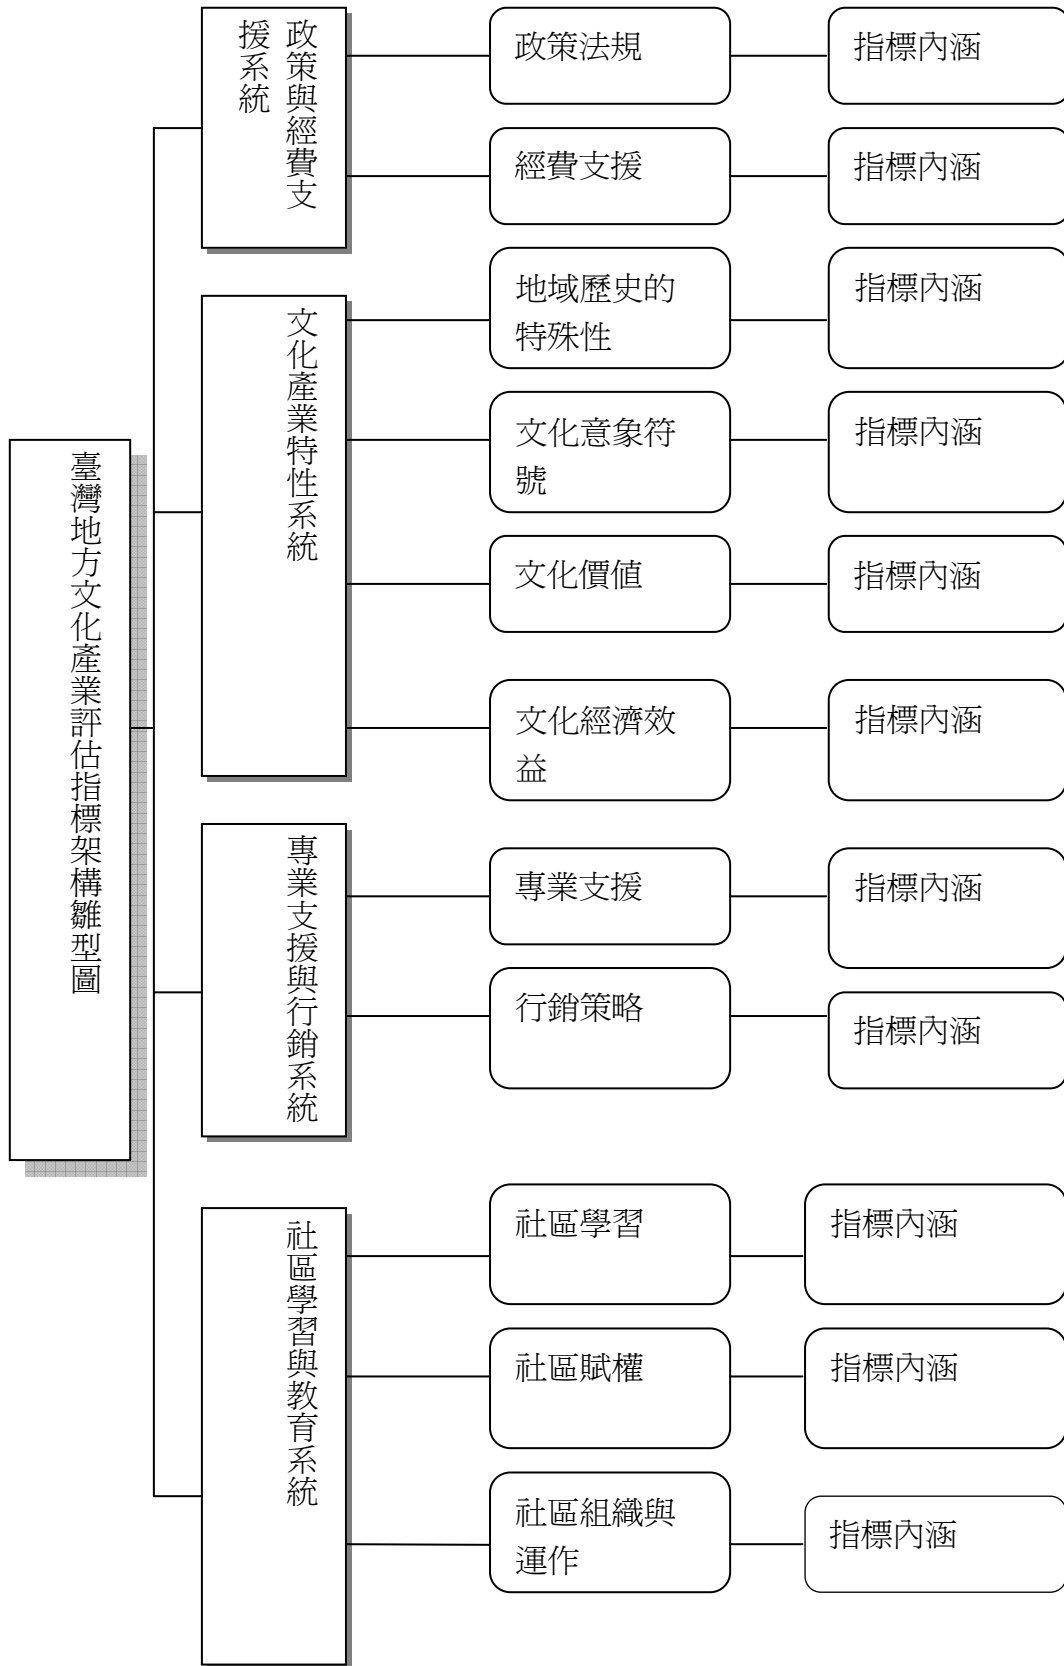 臺灣地方文化產業評估指標架構雛型圖
政策與經費支
援系統
政策法規
指標內涵
經費支援
指標內涵
文化產業特性系統
地域歷史的
特殊性
指標內涵
文化意象符
號
指標內涵
文化價值
指標內涵
文化經濟效
益
指標內涵
專業支援與行銷系統
專業支援
指標內涵
行銷策略
指標內涵
社區學習與教育系統
社區學習
指標內涵
社區賦權
指標內涵
社區組織與
運作
指標內涵